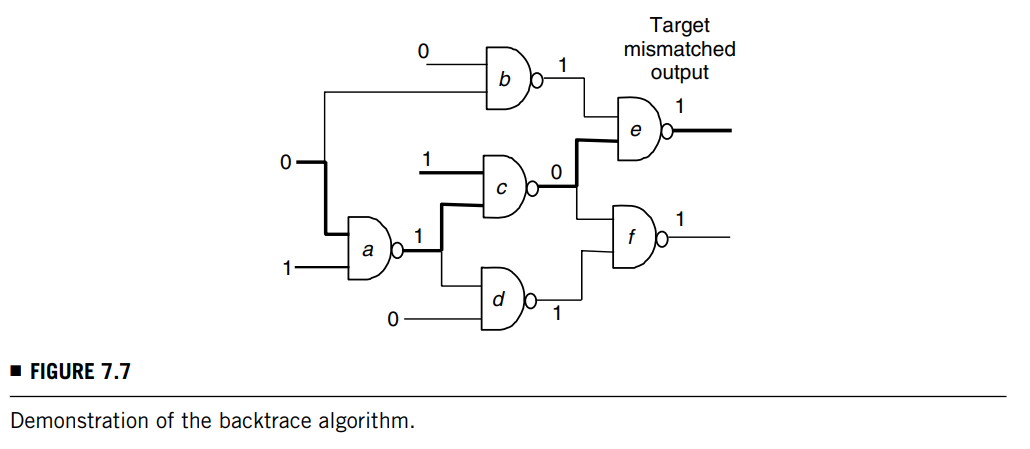 Target
mismatched
output
0
b
1
1
e
0
1
c
0
1
a
1
1
f
1
d
0
1
■ FIGURE 7.7
Demonstration of the backtrace algorithm.